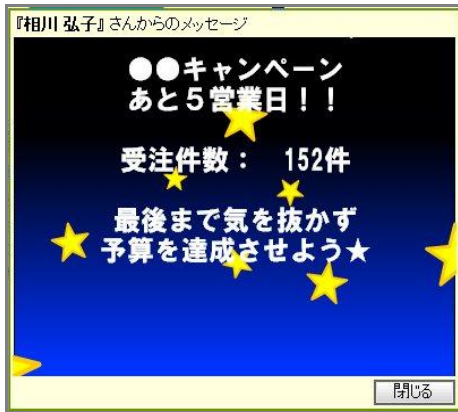 『相川 弘子』さんからのメッセージ
●●キャンペーン
あと５営業日！！
受注件数： 152件
最後まで気を抜かず
予算を達成させよう★
閉じる